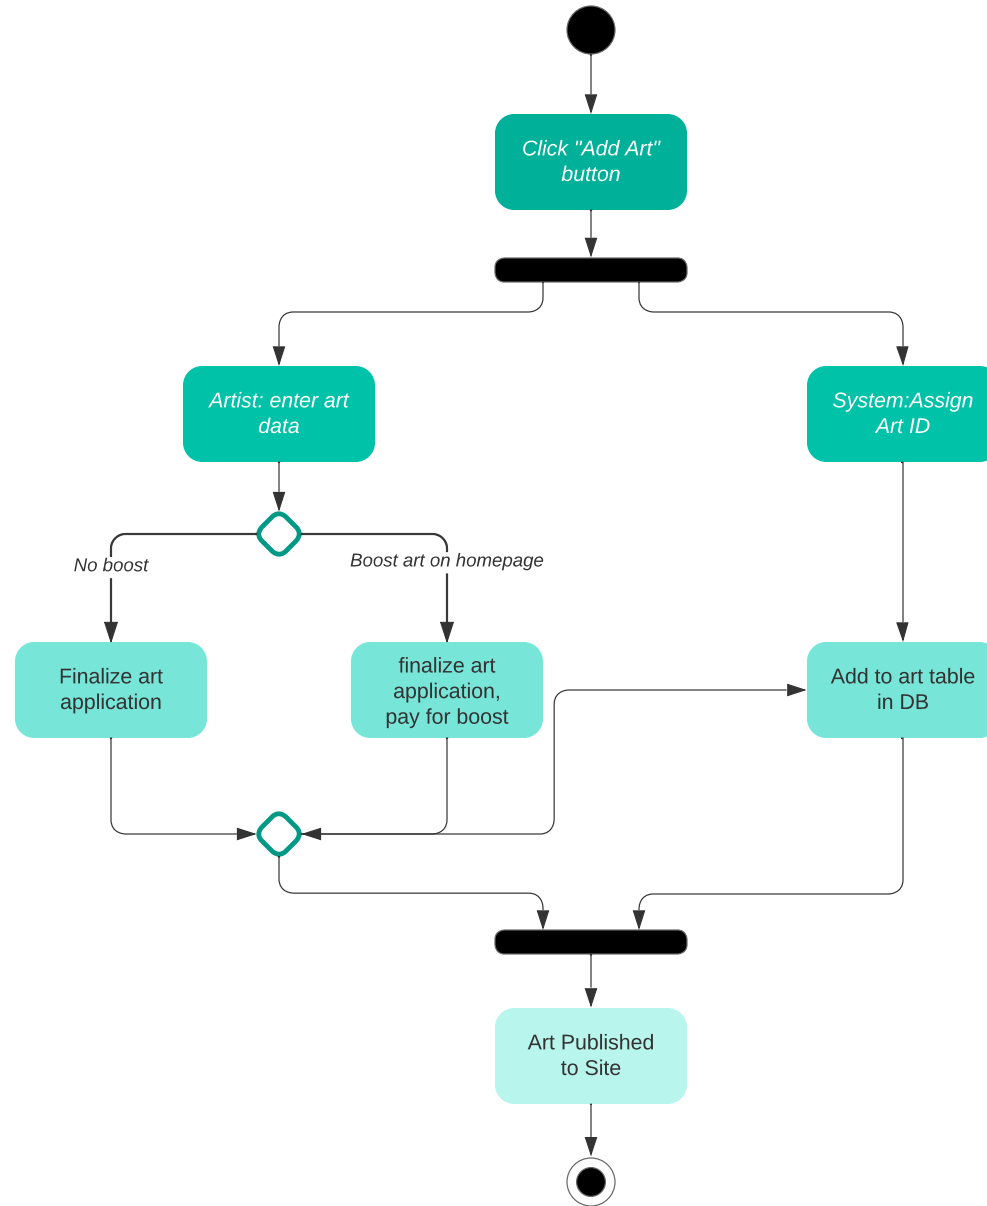 Click "Add Art"
button
Artist: enter art
data
System:Assign
Art ID
No boost
Boost art on homepage
Finalize art
application
finalize art
application,
pay for boost
Add to art table
in DB
Art Published
to Site